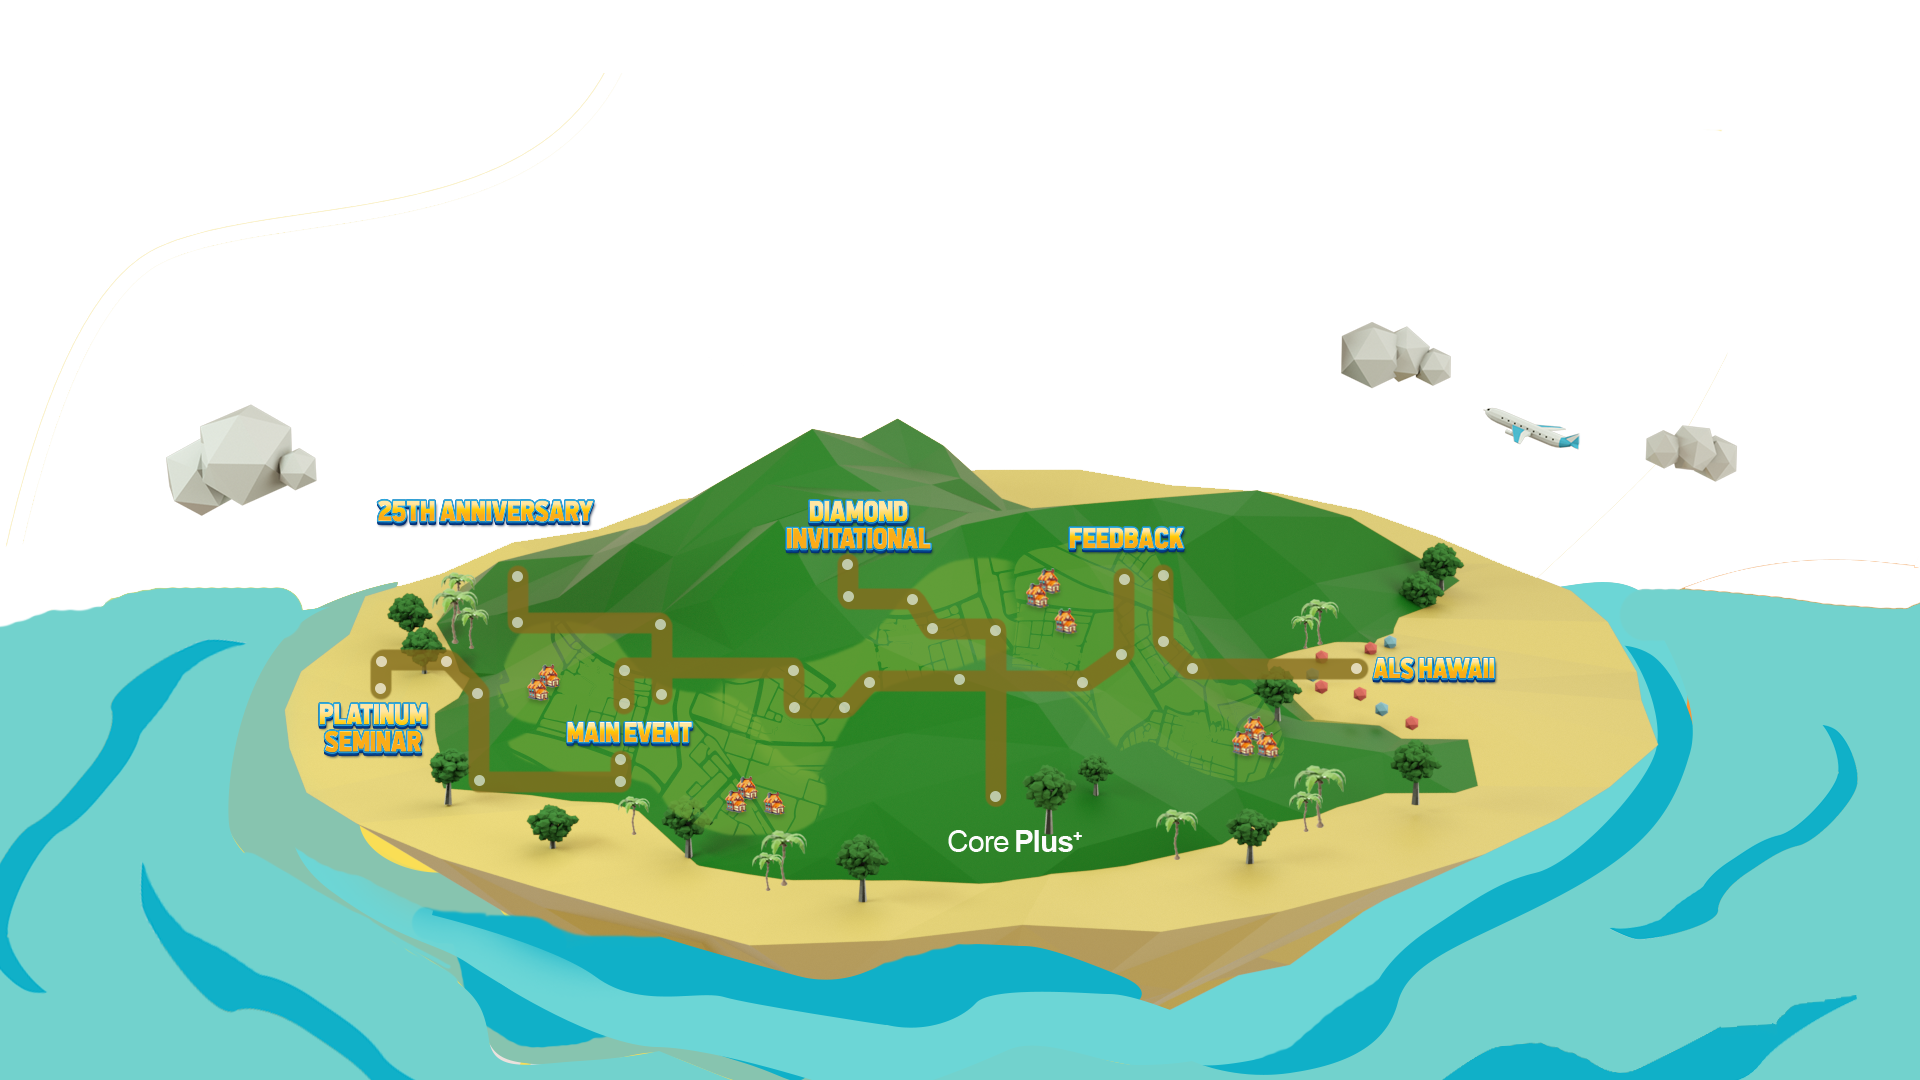 25TH ANNIVERSARY
DIAMOND
INVITATIONAL
FEEDBACK
ALS HAWAII
PLATINUM
SEMINAR
MAIN EVENT
Core Plus+